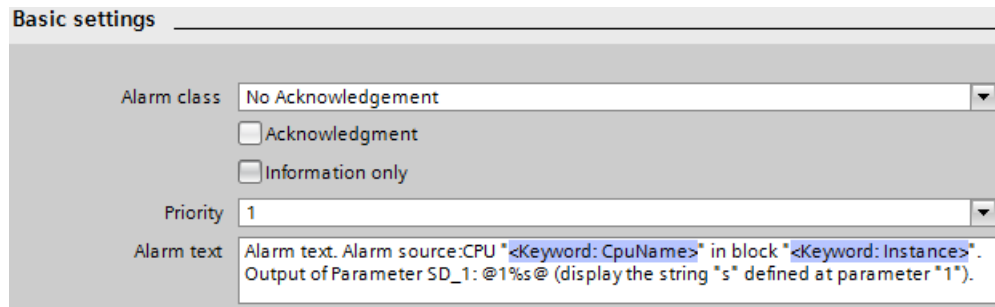 Basic settings
Alarm class No Acknowledgement
Acknowledgment
Information only
Priority 1
Alarm text Alarm text. Alarm source:CPU "<Keyword: CpuName>" in block "<Keyword: Instance>".
Output of Parameter SD_1: @1%s@ (display the string "s" defined at parameter "1").